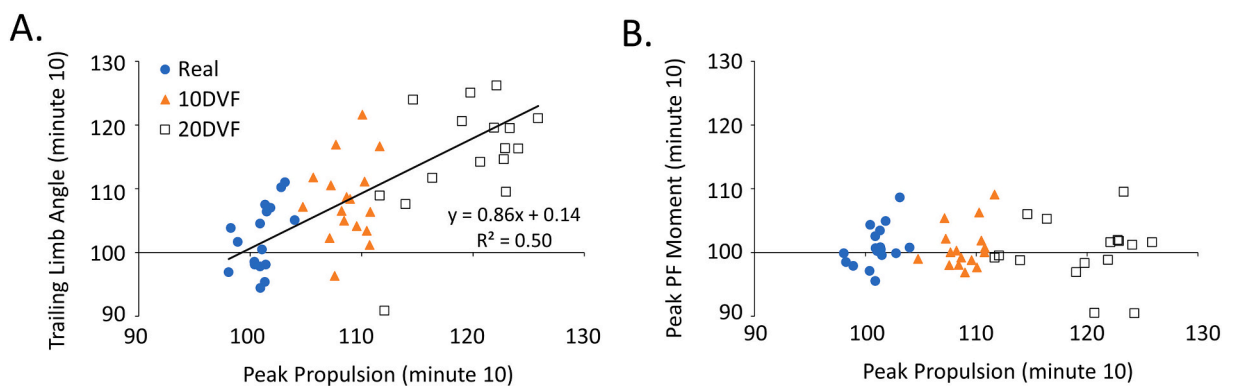 A.
Trailing Limb Angle (minute 10)
130
120
110
100
90
Real
10DVF
20DVF
y = 0.86x + 0.14
R² = 0.50
90
100
110
120
130
Peak Propulsion (minute 10)
B.
Peak PF Moment (minute 10)
130
120
110
100
90
90
100
110
120
130
Peak Propulsion (minute 10)